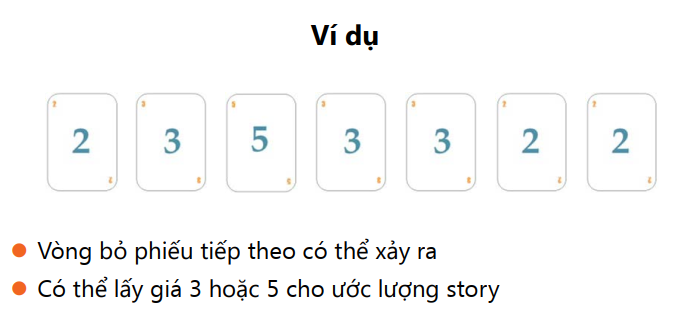 Ví dụ
2 3 5 3 3 2 2
Vòng bỏ phiếu tiếp theo có thể xảy ra
Có thể lấy giá 3 hoặc 5 cho ước lượng story